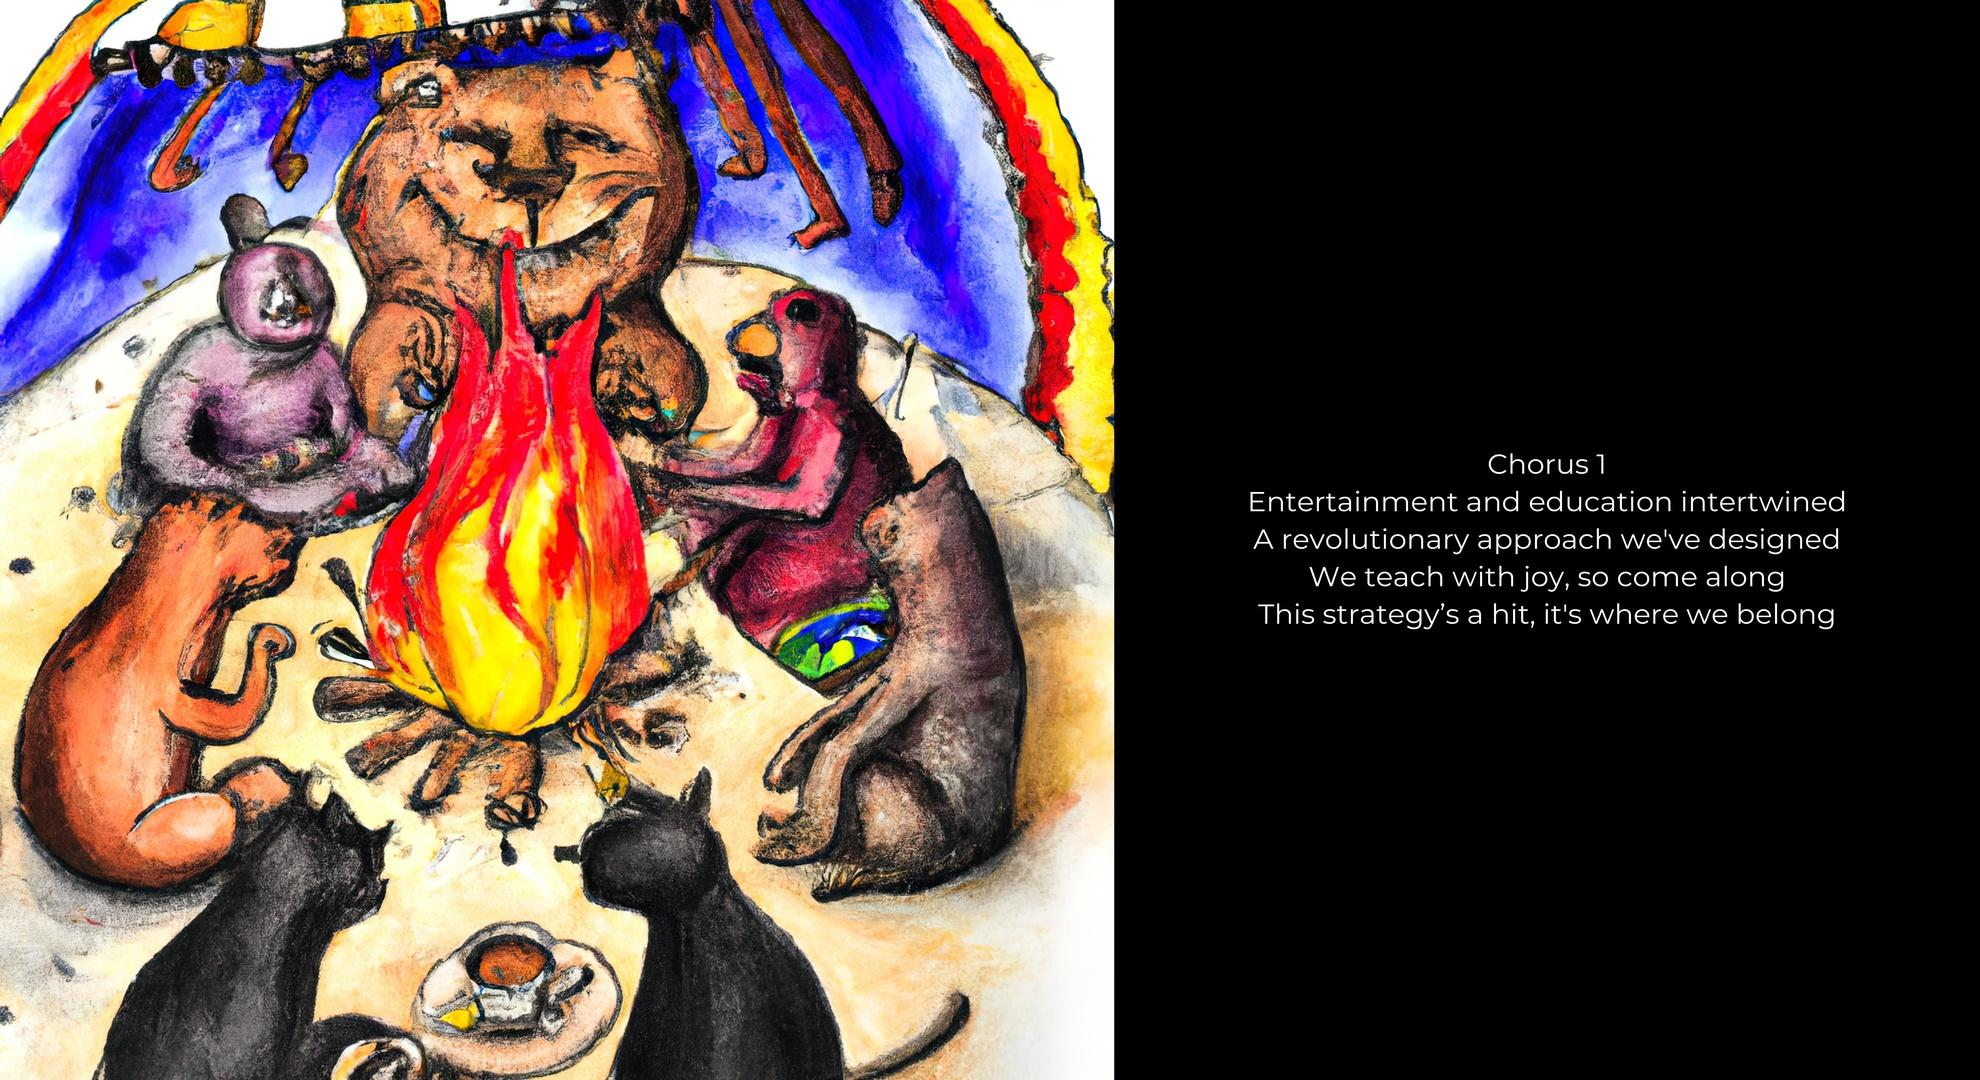 Chorus 1
Entertainment and education intertwined
A revolutionary approach we've designed
We teach with joy, so come along
This strategy’s a hit, it's where we belong